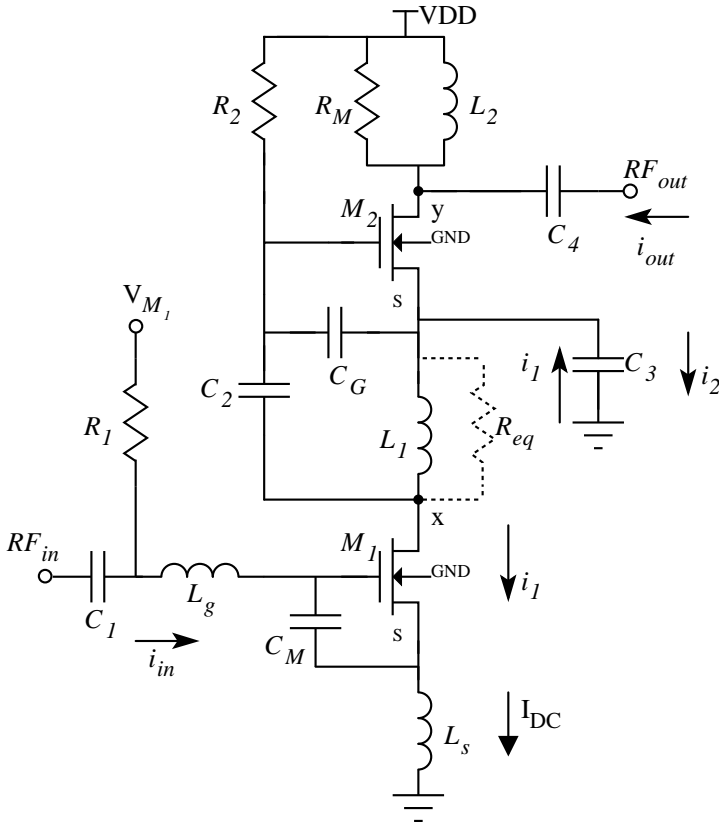 VDD
R2
RM
L2
RFout
M2
y
GND
C4
iout
s
VM1
C2
CG
i1
C3
i2
R1
L1
Req
x
RFin
M1
GND
i1
C1
Lg
iin
CM
s
Ls
IDC